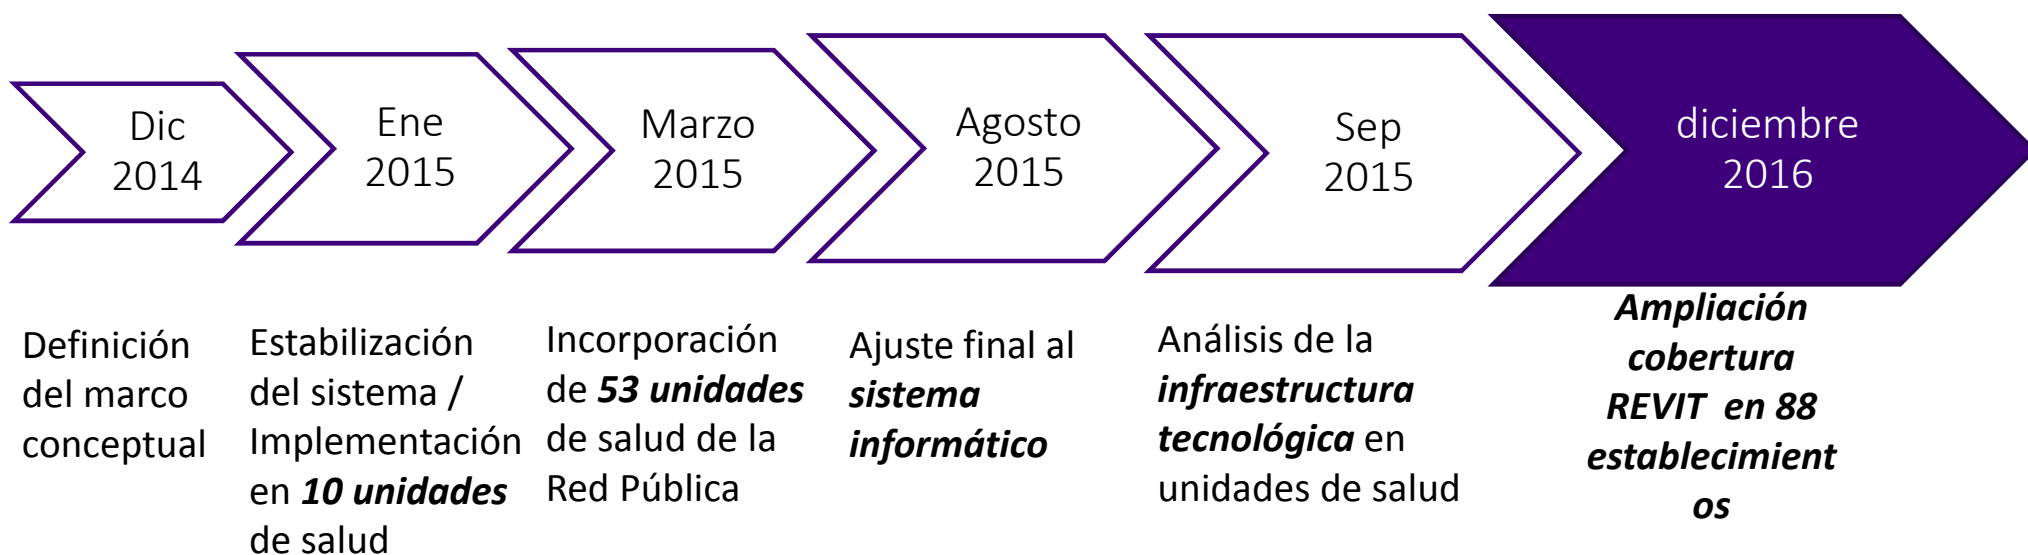 Dic
2014
Ene
2015
Marzo
2015
Agosto
2015
Sep
2015
diciembre
2016
Definición
del marco
conceptual
Estabilización
del sistema /
Implementación
en 10 unidades
de salud
Incorporación
de 53 unidades
de salud de la
Red Pública
Ajuste final al
sistema
informático
Análisis de la
infraestructura
tecnológica en
unidades de salud
Ampliación
cobertura
REVIT  en 88
establecimient
os